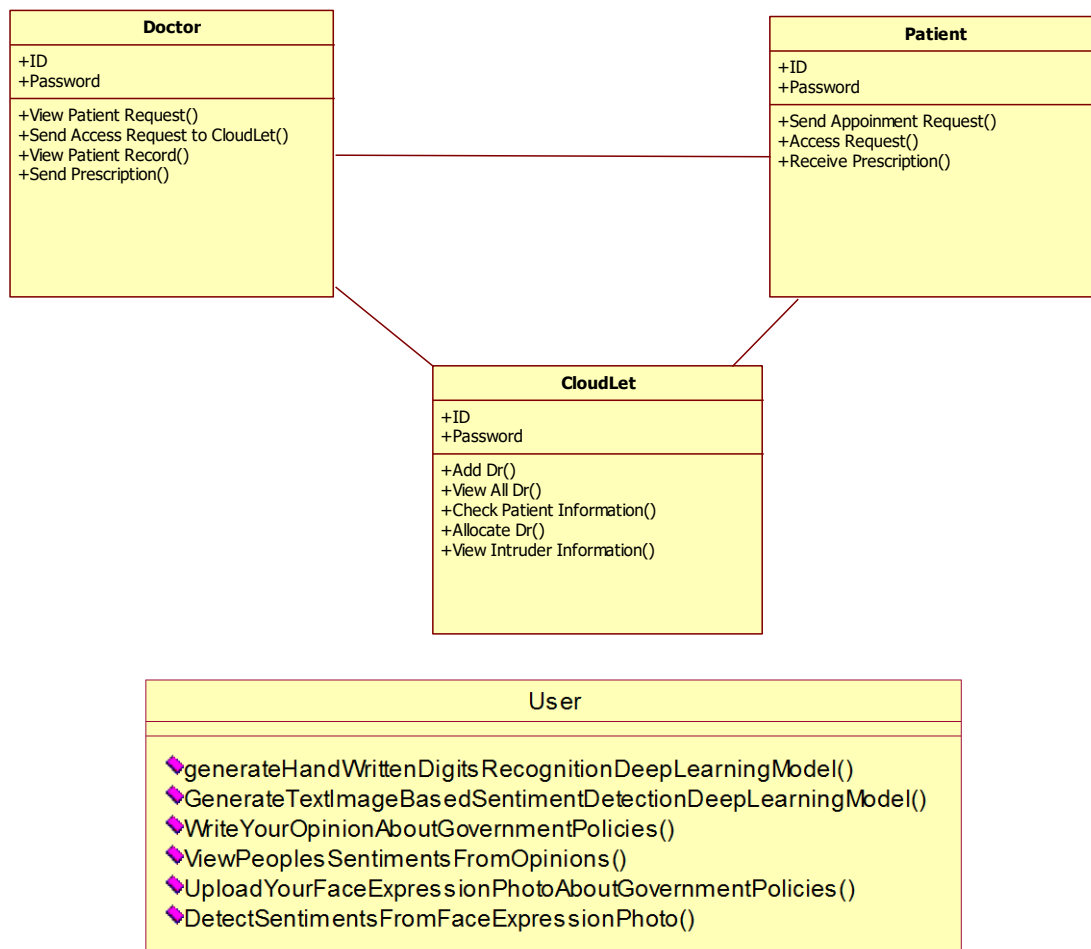 Doctor
+ID
+Password
+View Patient Request()
+Send Access Request to CloudLet()
+View Patient Record()
+Send Prescription()
Patient
+ID
+Password
+Send Appoinment Request()
+Access Request()
+Receive Prescription()
CloudLet
+ID
+Password
+Add Dr()
+View All Dr()
+Check Patient Information()
+Allocate Dr()
+View Intruder Information()
User
generateHandWrittenDigitsRecognitionDeepLearningModel()
GenerateTextImageBasedSentimentDetectionDeepLearningModel()
WriteYourOpinionAboutGovernmentPolicies()
ViewPeoplesSentimentsFromOpinions()
UploadYourFaceExpressionPhotoAboutGovernmentPolicies()
DetectSentimentsFromFaceExpressionPhoto()